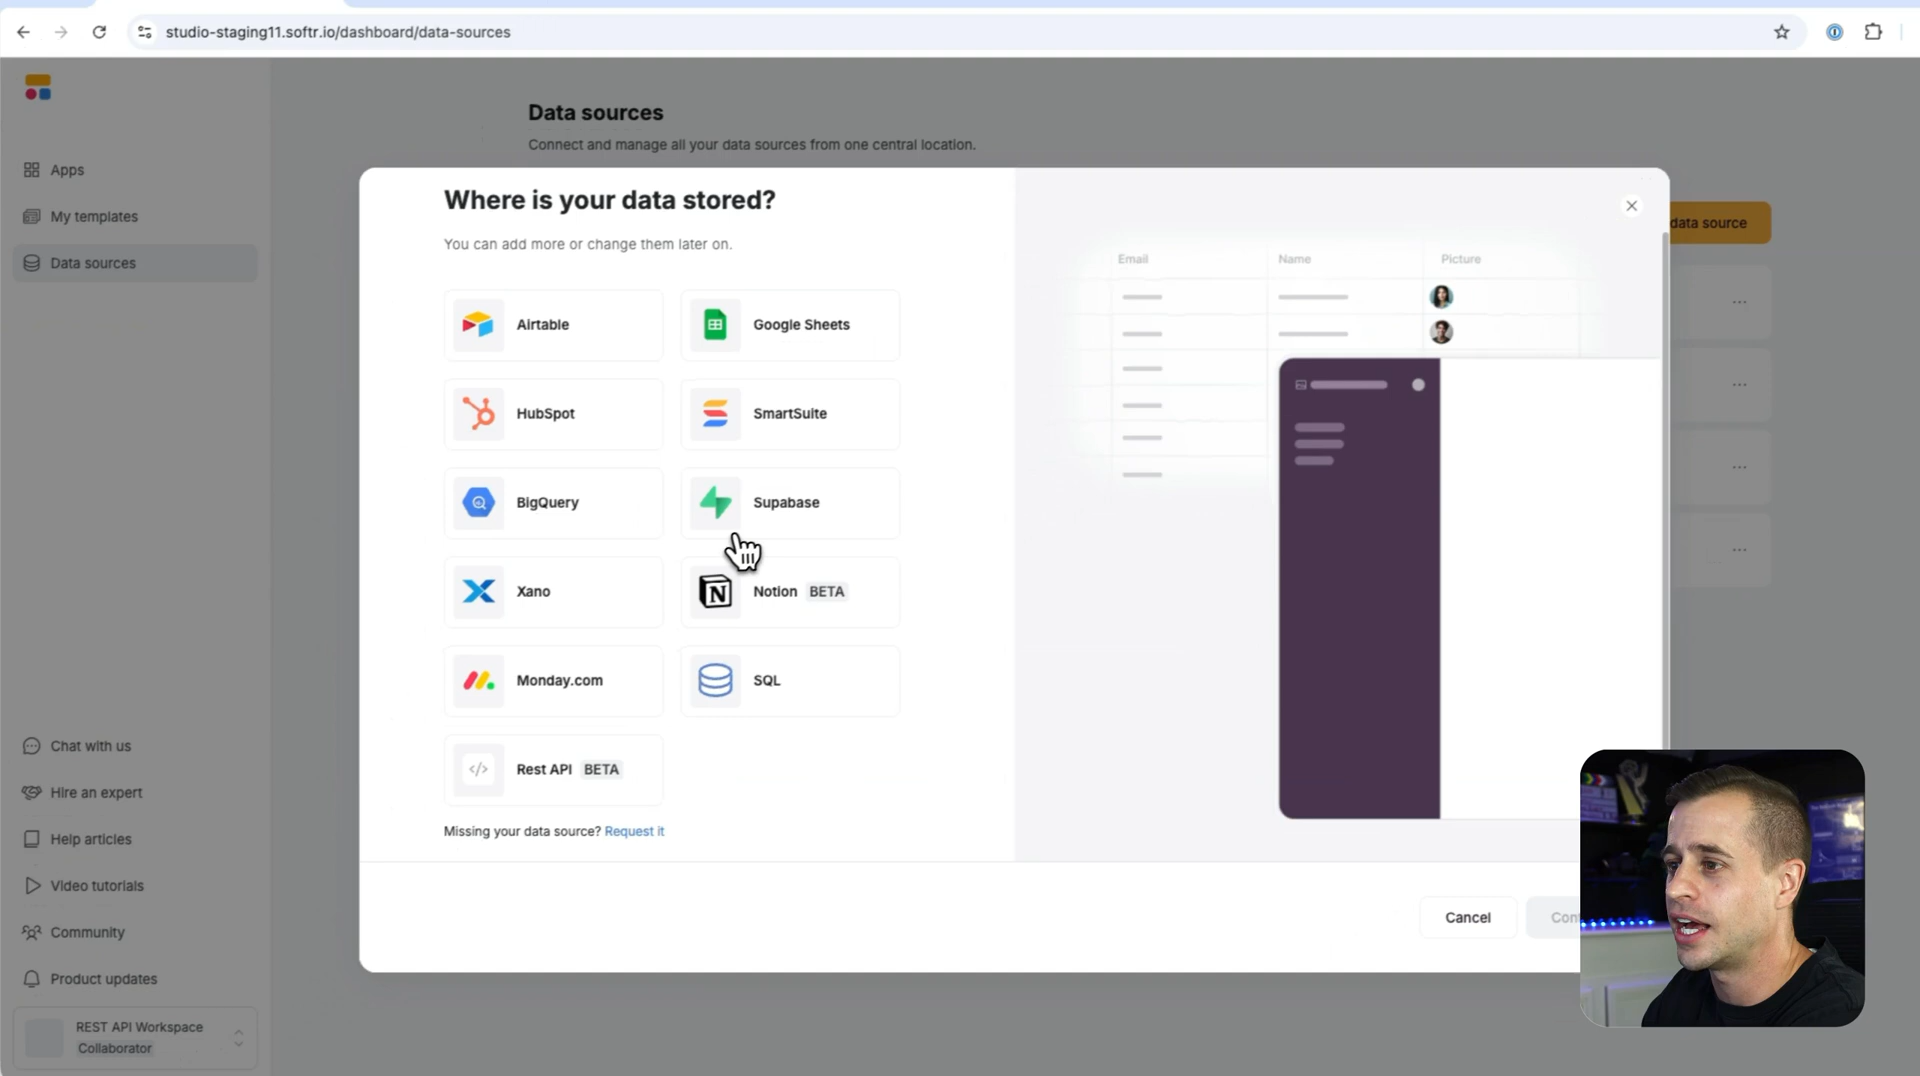 studio-staging11.softr.io/dashboard/data-sources
Data sources
Connect and manage all your data sources from one central location.
Apps
My templates
Data sources
data source
Where is your data stored?
You can add more or change them later on.
Airtable
Google Sheets
HubSpot
SmartSuite
BigQuery
Supabase
Xano
Notion BETA
Monday.com
SQL
Rest API BETA
Missing your data source? Request it
Email
Name
Picture
Cancel
Chat with us
Hire an expert
Help articles
Video tutorials
Community
Product updates
REST API Workspace
Collaborator